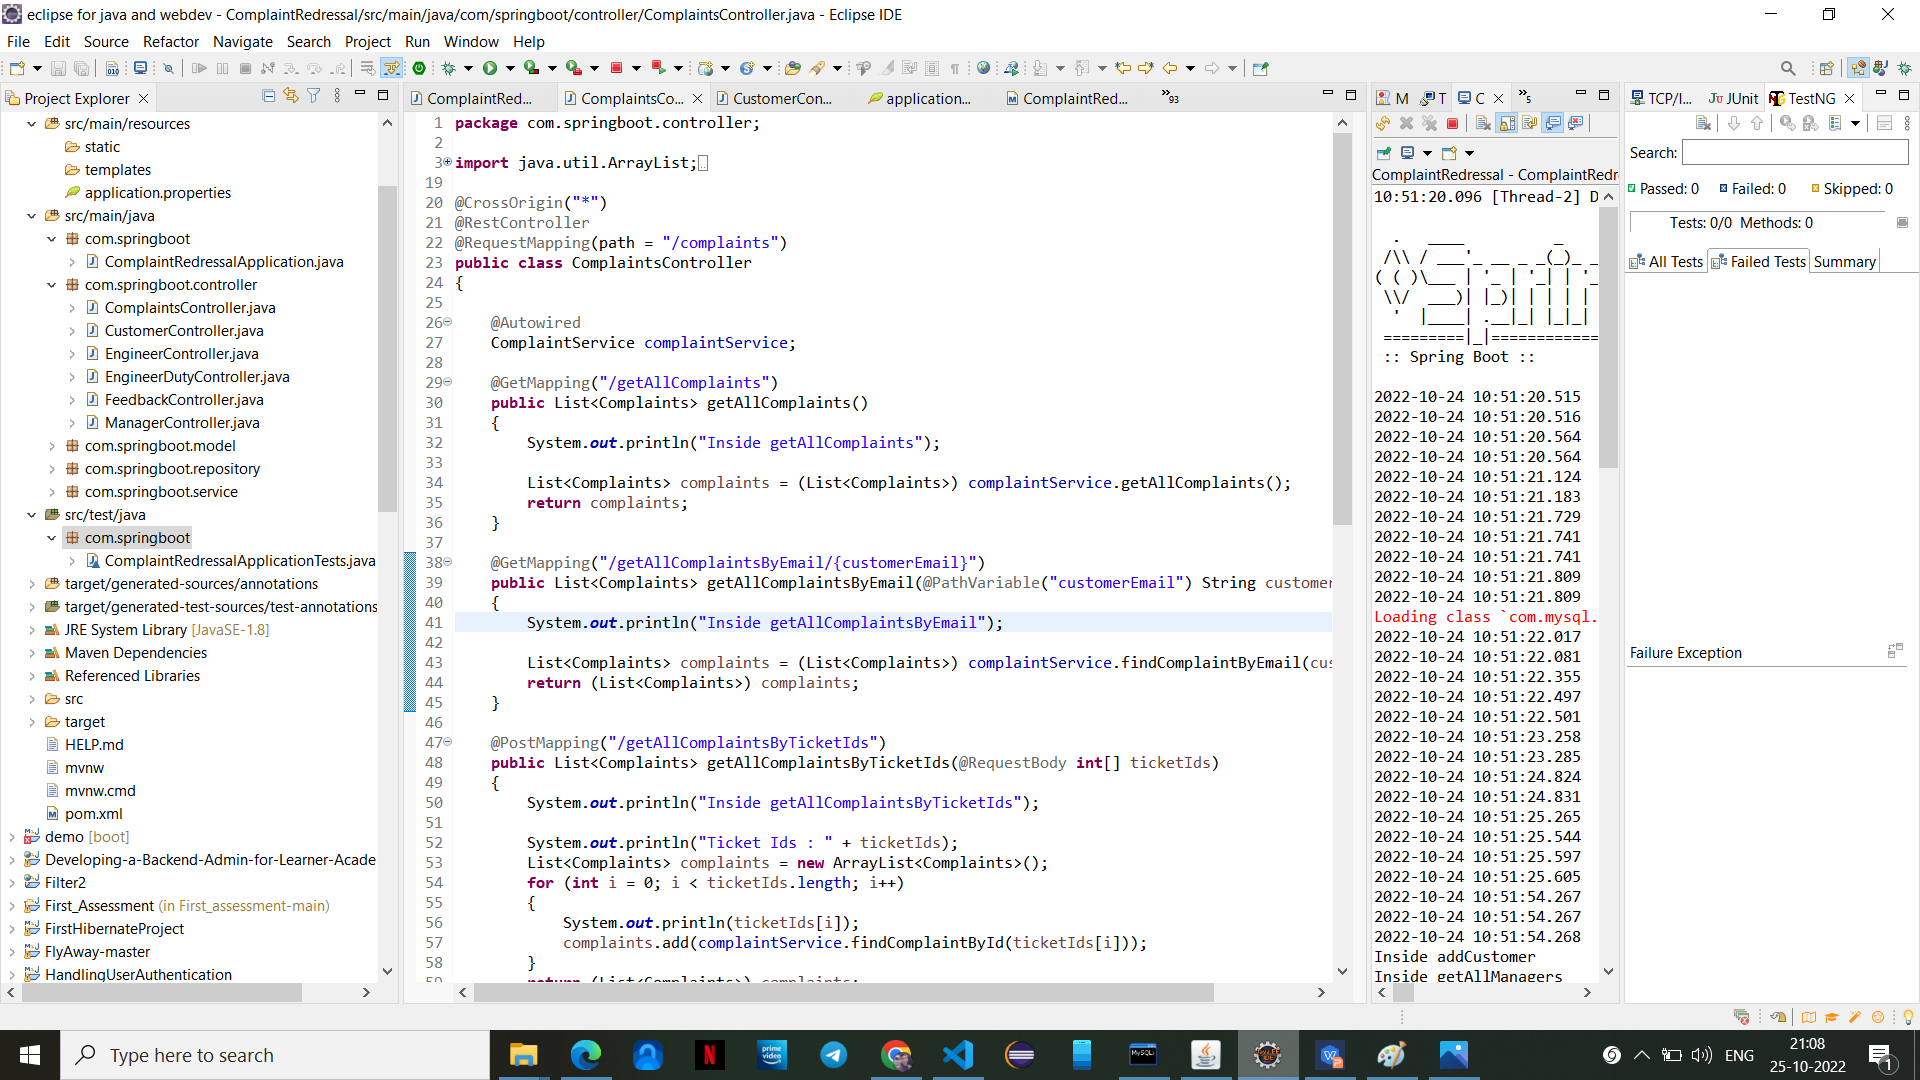 eclipse for java and webdev - ComplaintRedressal/src/main/java/com/springboot/controller/ComplaintsController.java - Eclipse IDE
File Edit Source Refactor Navigate Search Project Run Window Help
Project Explorer
src/main/resources
static
templates
application.properties
src/main/java
com.springboot
ComplaintRedressalApplication.java
com.springboot.controller
ComplaintsController.java
CustomerController.java
EngineerController.java
EngineerDutyController.java
FeedbackController.java
ManagerController.java
com.springboot.model
com.springboot.repository
com.springboot.service
src/test/java
com.springboot
ComplaintRedressalApplicationTests.java
target/generated-sources/annotations
target/generated-test-sources/test-annotations
JRE System Library [JavaSE-1.8]
Maven Dependencies
Referenced Libraries
src
target
HELP.md
mvnw
mvnw.cmd
pom.xml
demo [boot]
Developing-a-Backend-Admin-for-Learner-Acade
Filter2
First_Assessment (in First_assessment-main)
FirstHibernateProject
FlyAway-master
HandlingUserAuthentication
ComplaintRed... ComplaintsCo... CustomerCon... application... ComplaintRed... »93
1 package com.springboot.controller;
2
3 import java.util.ArrayList;
19
20 @CrossOrigin("*")
21 @RestController
22 @RequestMapping(path = "/complaints")
23 public class ComplaintsController
24 {
25
26 @Autowired
27 ComplaintService complaintService;
28
29 @GetMapping("/getAllComplaints")
30 public List<Complaints> getAllComplaints()
31 {
32 System.out.println("Inside getAllComplaints");
33
34 List<Complaints> complaints = (List<Complaints>) complaintService.getAllComplaints();
35 return complaints;
36 }
37
38 @GetMapping("/getAllComplaintsByEmail/{customerEmail}")
39 public List<Complaints> getAllComplaintsByEmail(@PathVariable("customerEmail") String customer
40 {
41 System.out.println("Inside getAllComplaintsByEmail");
42
43 List<Complaints> complaints = (List<Complaints>) complaintService.findComplaintByEmail(cus
44 return (List<Complaints>) complaints;
45 }
46
47 @PostMapping("/getAllComplaintsByTicketIds")
48 public List<Complaints> getAllComplaintsByTicketIds(@RequestBody int[] ticketIds)
49 {
50 System.out.println("Inside getAllComplaintsByTicketIds");
51
52 System.out.println("Ticket Ids : " + ticketIds);
53 List<Complaints> complaints = new ArrayList<Complaints>();
54 for (int i = 0; i < ticketIds.length; i++)
55 {
56 System.out.println(ticketIds[i]);
57 complaints.add(complaintService.findComplaintById(ticketIds[i]));
58 }
59 return (List<Complaints>) complaints;
M T C »5
ComplaintRedressal - ComplaintRedre
10:51:20.096 [Thread-2] D
:: Spring Boot ::
2022-10-24 10:51:20.515
2022-10-24 10:51:20.516
2022-10-24 10:51:20.564
2022-10-24 10:51:20.564
2022-10-24 10:51:21.124
2022-10-24 10:51:21.183
2022-10-24 10:51:21.729
2022-10-24 10:51:21.741
2022-10-24 10:51:21.741
2022-10-24 10:51:21.809
2022-10-24 10:51:21.809
Loading class `com.mysql.
2022-10-24 10:51:22.017
2022-10-24 10:51:22.081
2022-10-24 10:51:22.355
2022-10-24 10:51:22.497
2022-10-24 10:51:22.501
2022-10-24 10:51:23.258
2022-10-24 10:51:23.285
2022-10-24 10:51:24.824
2022-10-24 10:51:24.831
2022-10-24 10:51:25.265
2022-10-24 10:51:25.544
2022-10-24 10:51:25.597
2022-10-24 10:51:25.605
2022-10-24 10:51:54.267
2022-10-24 10:51:54.267
2022-10-24 10:51:54.268
Inside addCustomer
Inside getAllManagers
TCP/I... JUnit TestNG
Search:
Passed: 0 Failed: 0 Skipped: 0
Tests: 0/0 Methods: 0
All Tests Failed Tests Summary
Failure Exception
Type here to search
prime video
MySQL
ENG
21:08
25-10-2022
1